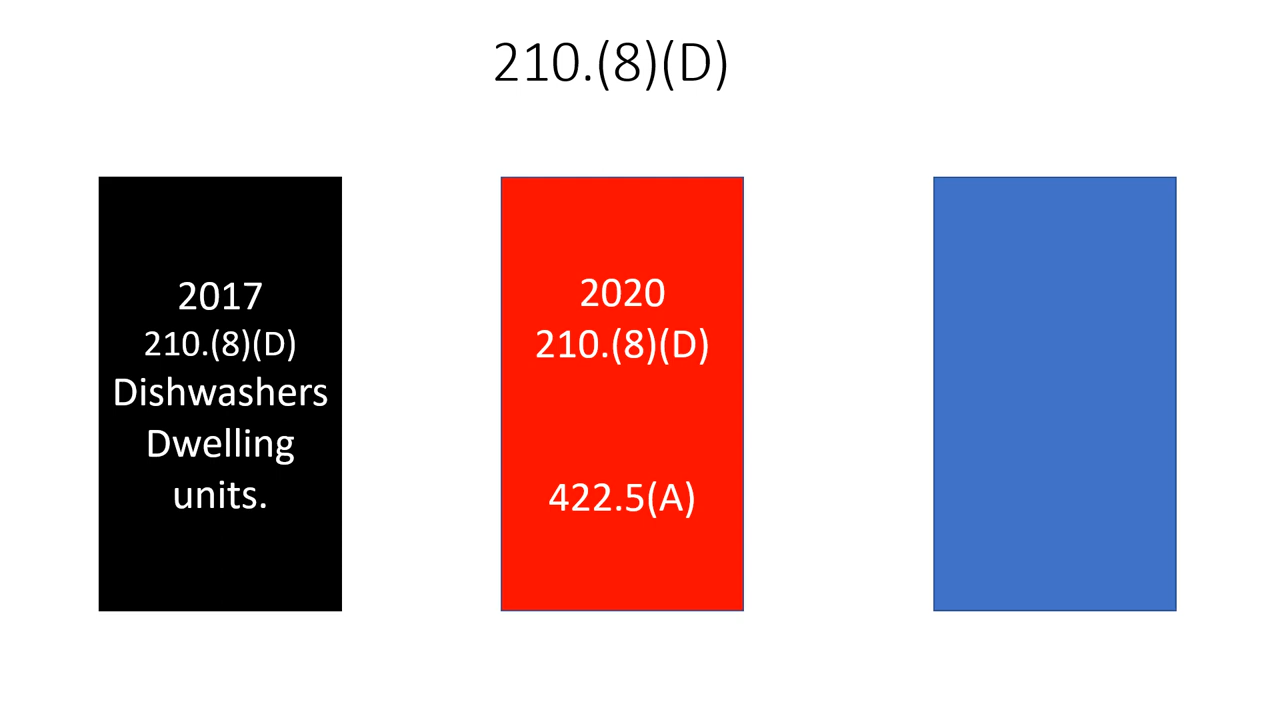 210.(8)(D)
2017
210.(8)(D)
Dishwashers
Dwelling
units.
2020
210.(8)(D)
422.5(A)